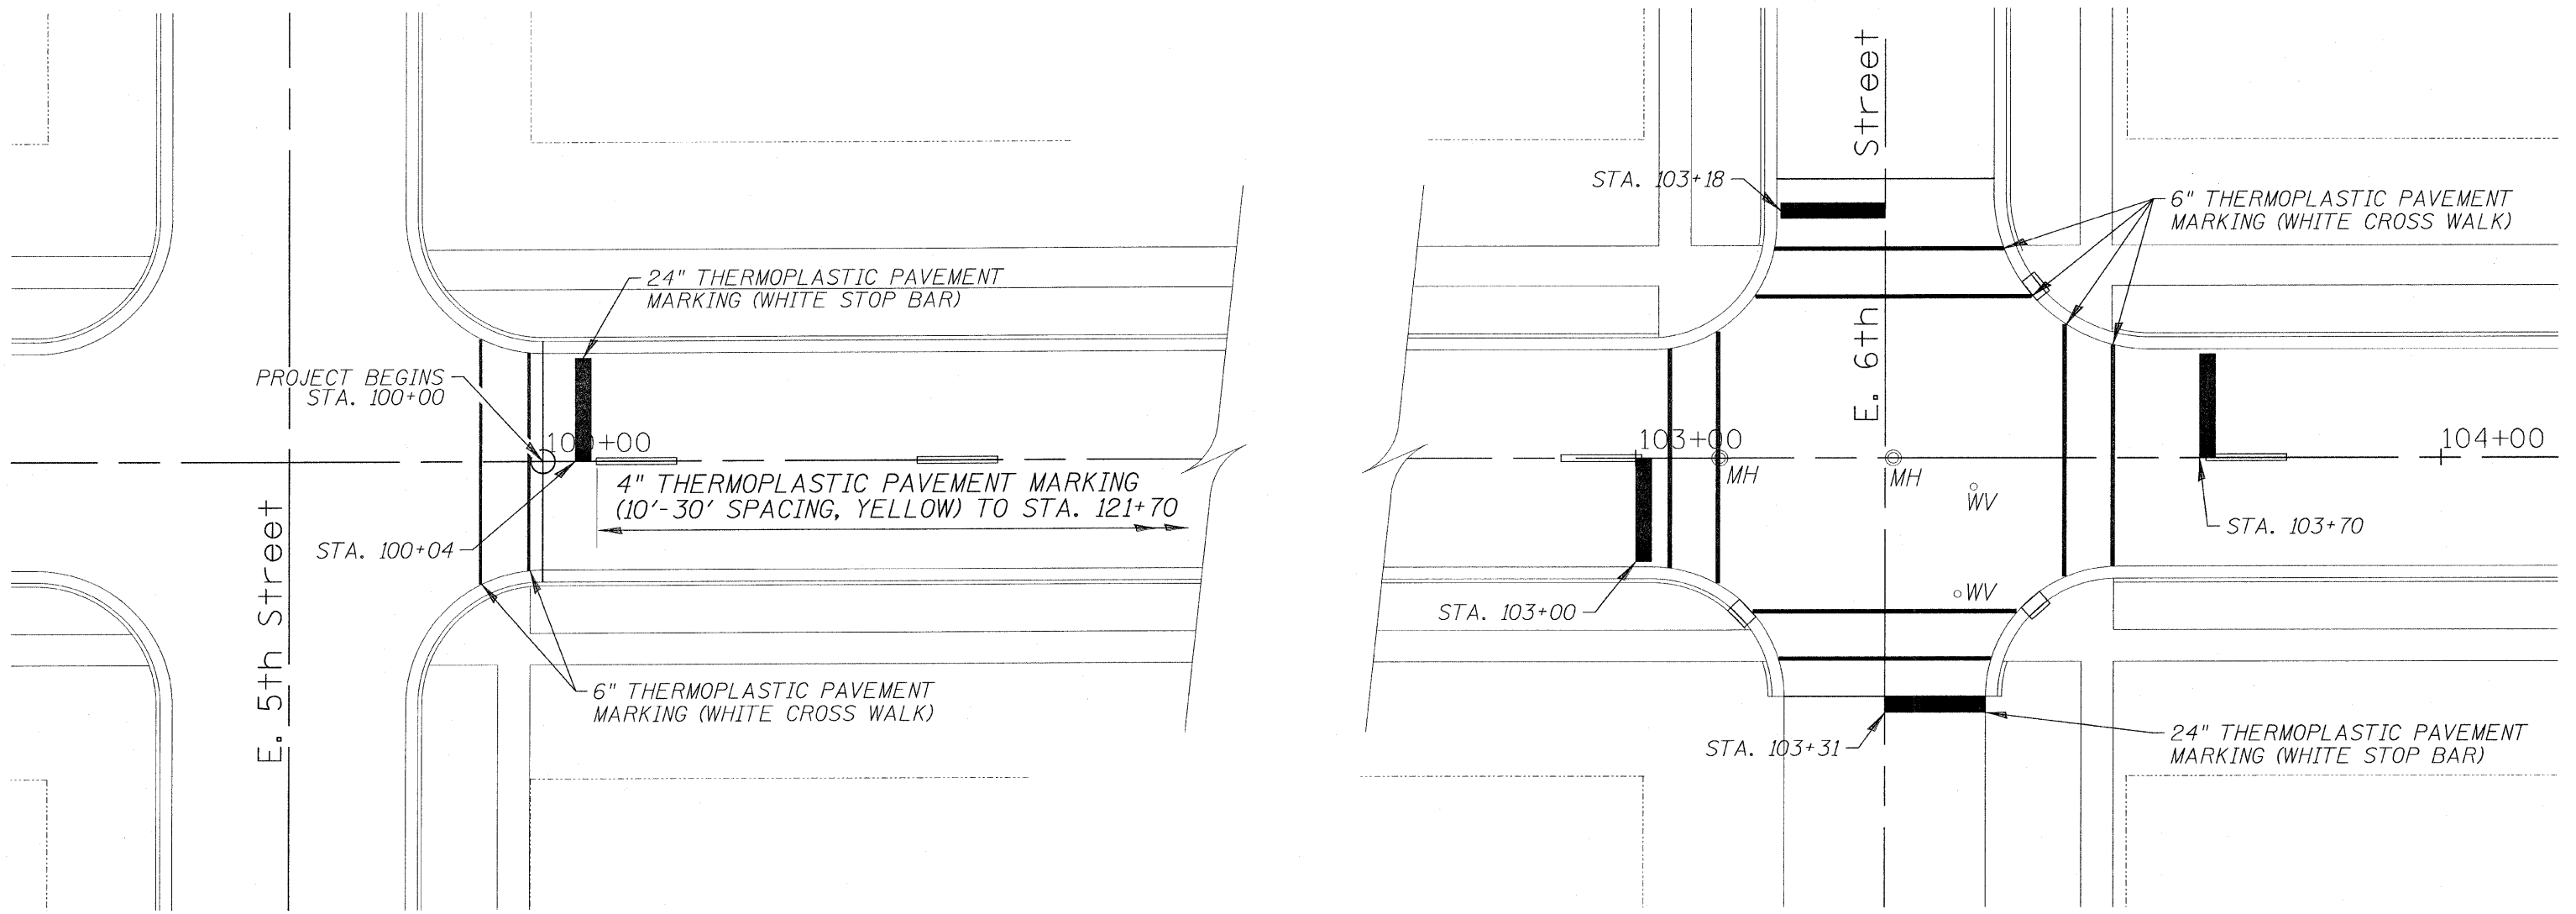 E. 5th Street
PROJECT BEGINS
STA. 100+00
24" THERMOPLASTIC PAVEMENT
MARKING (WHITE STOP BAR)
100+00
4" THERMOPLASTIC PAVEMENT MARKING
(10'-30' SPACING, YELLOW) TO STA. 121+70
STA. 100+04
6" THERMOPLASTIC PAVEMENT
MARKING (WHITE CROSS WALK)
E. 6th Street
STA. 103+18
6" THERMOPLASTIC PAVEMENT
MARKING (WHITE CROSS WALK)
103+00
MH
MH
WV
WV
104+00
STA. 103+70
STA. 103+00
STA. 103+31
24" THERMOPLASTIC PAVEMENT
MARKING (WHITE STOP BAR)